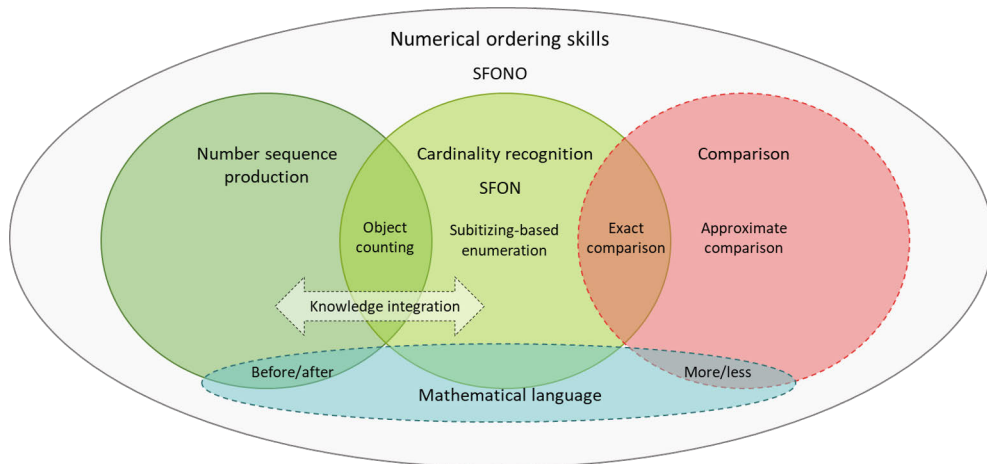 Numerical ordering skills
SFONO
Number sequence
production
Cardinality recognition
SFON
Comparison
Object
counting
Subitizing-based
enumeration
Exact
comparison
Approximate
comparison
Knowledge integration
Before/after
More/less
Mathematical language